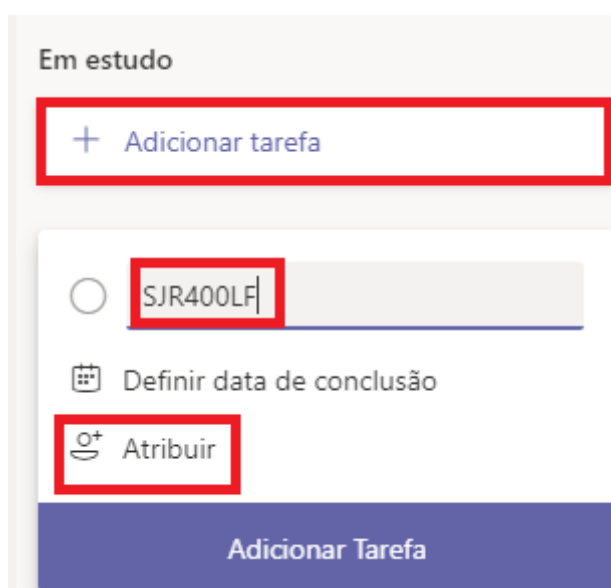 Em estudo
+ Adicionar tarefa
SJR400LF
Definir data de conclusão
Atribuir
Adicionar Tarefa